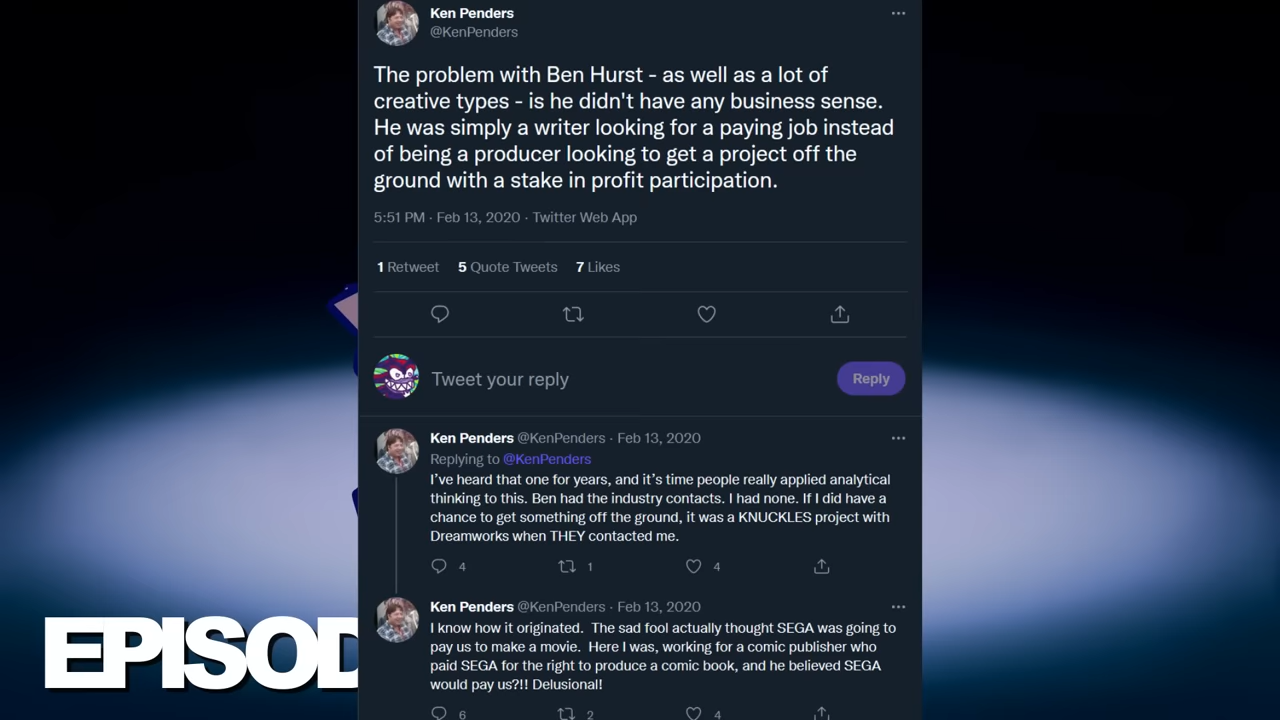 Ken Penders
@KenPenders
The problem with Ben Hurst - as well as a lot of
creative types - is he didn't have any business sense.
He was simply a writer looking for a paying job instead
of being a producer looking to get a project off the
ground with a stake in profit participation.
5:51 PM · Feb 13, 2020 · Twitter Web App
1 Retweet 5 Quote Tweets 7 Likes
Tweet your reply
Reply
Ken Penders @KenPenders · Feb 13, 2020
Replying to @KenPenders
I've heard that one for years, and it's time people really applied analytical
thinking to this. Ben had the industry contacts. I had none. If I did have a
chance to get something off the ground, it was a KNUCKLES project with
Dreamworks when THEY contacted me.
4 1 4
Ken Penders @KenPenders · Feb 13, 2020
I know how it originated. The sad fool actually thought SEGA was going to
pay us to make a movie. Here I was, working for a comic publisher who
paid SEGA for the right to produce a comic book, and he believed SEGA
would pay us?!! Delusional!
6 2 4
EPISOD